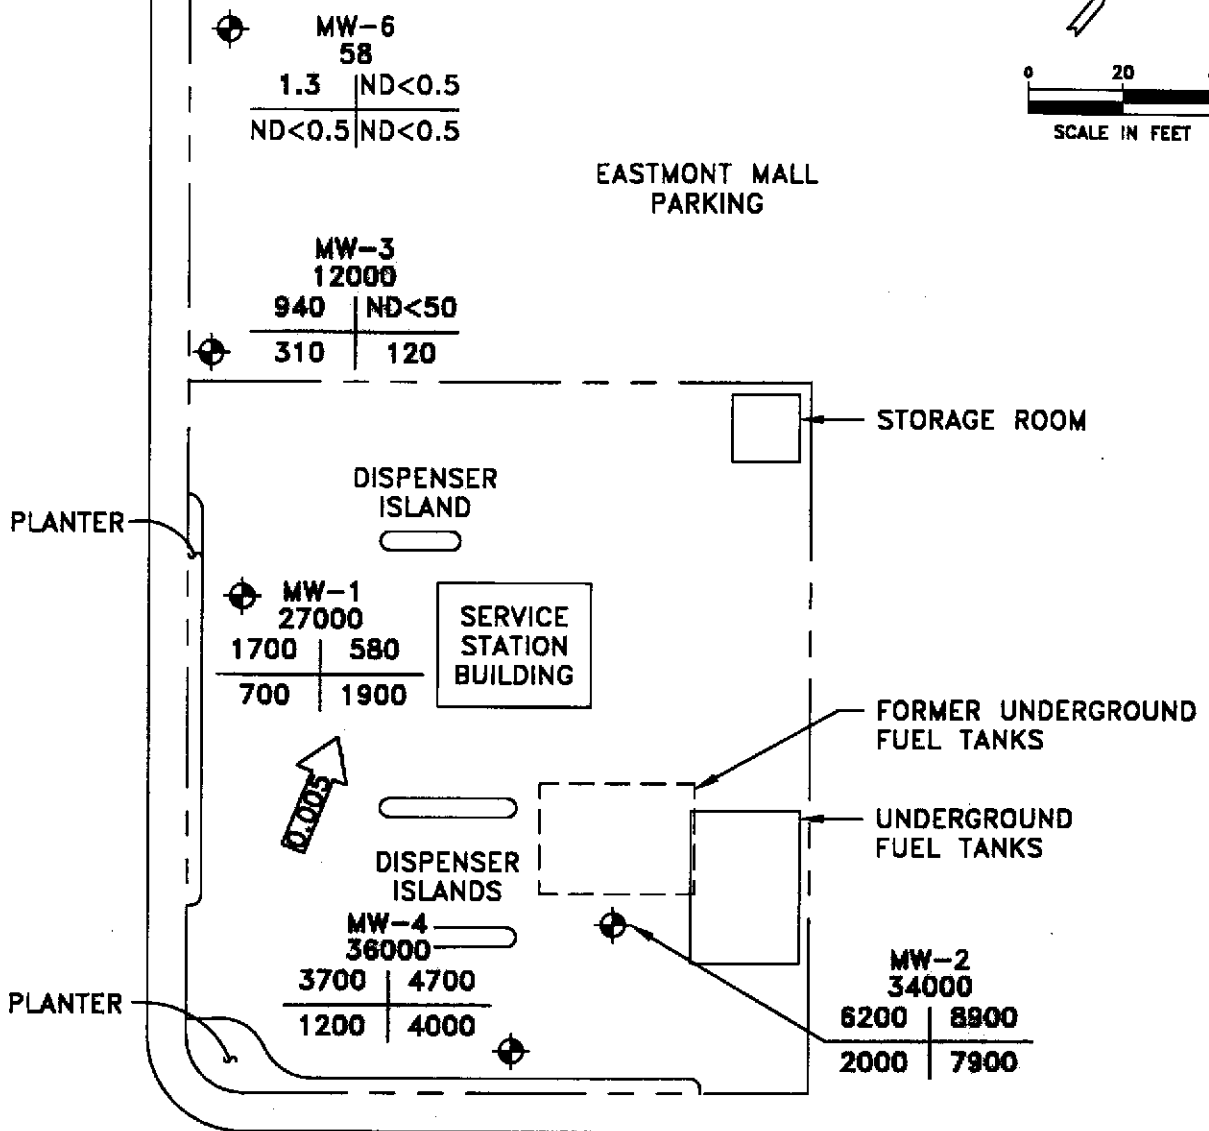 MW-6
58
1.3 ND<0.5
ND<0.5 ND<0.5
0 20
SCALE IN FEET
EASTMONT MALL
PARKING
MW-3
12000
940 ND<50
310 120
STORAGE ROOM
DISPENSER
ISLAND
PLANTER
MW-1
27000
1700 580
700 1900
SERVICE
STATION
BUILDING
FORMER UNDERGROUND
FUEL TANKS
0.005
UNDERGROUND
FUEL TANKS
DISPENSER
ISLANDS
MW-4
36000
3700 4700
1200 4000
MW-2
34000
6200 8900
2000 7900
PLANTER